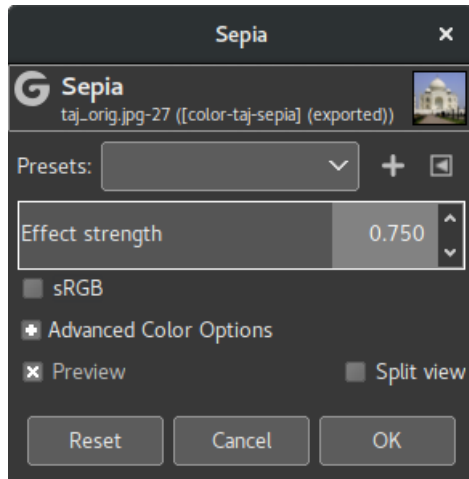 Sepia
Sepia
taj_orig.jpg-27 ([color-taj-sepia] (exported))
Presets:
Effect strength 0.750
sRGB
Advanced Color Options
Preview Split view
Reset Cancel OK